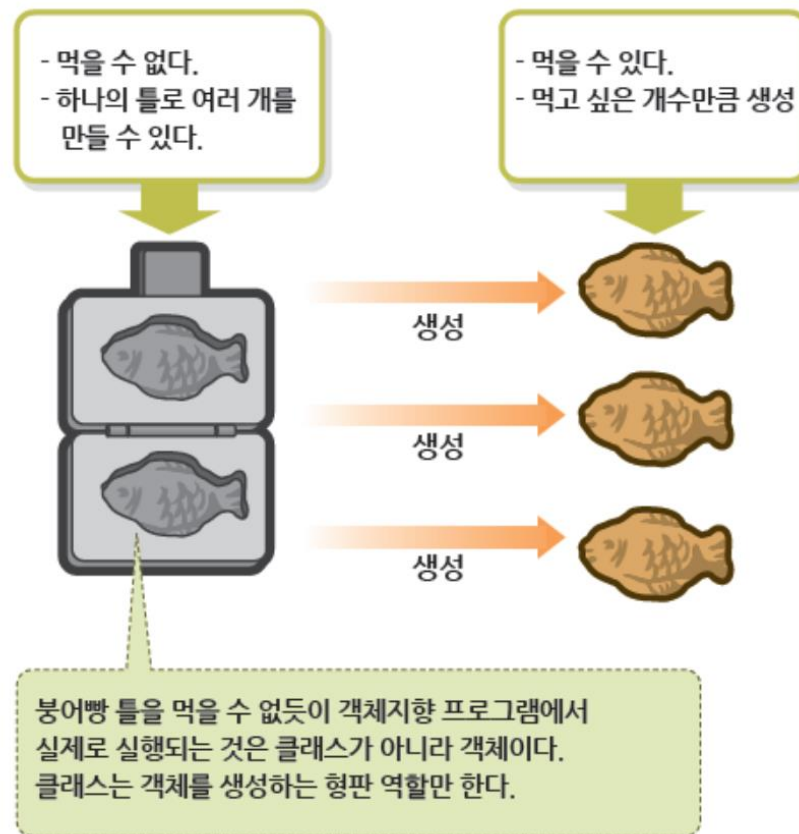 - 먹을 수 없다.
- 하나의 틀로 여러 개를
만들 수 있다.
- 먹을 수 있다.
- 먹고 싶은 개수만큼 생성
생성
생성
생성
붕어빵 틀을 먹을 수 없듯이 객체지향 프로그램에서
실제로 실행되는 것은 클래스가 아니라 객체이다.
클래스는 객체를 생성하는 형판 역할만 한다.